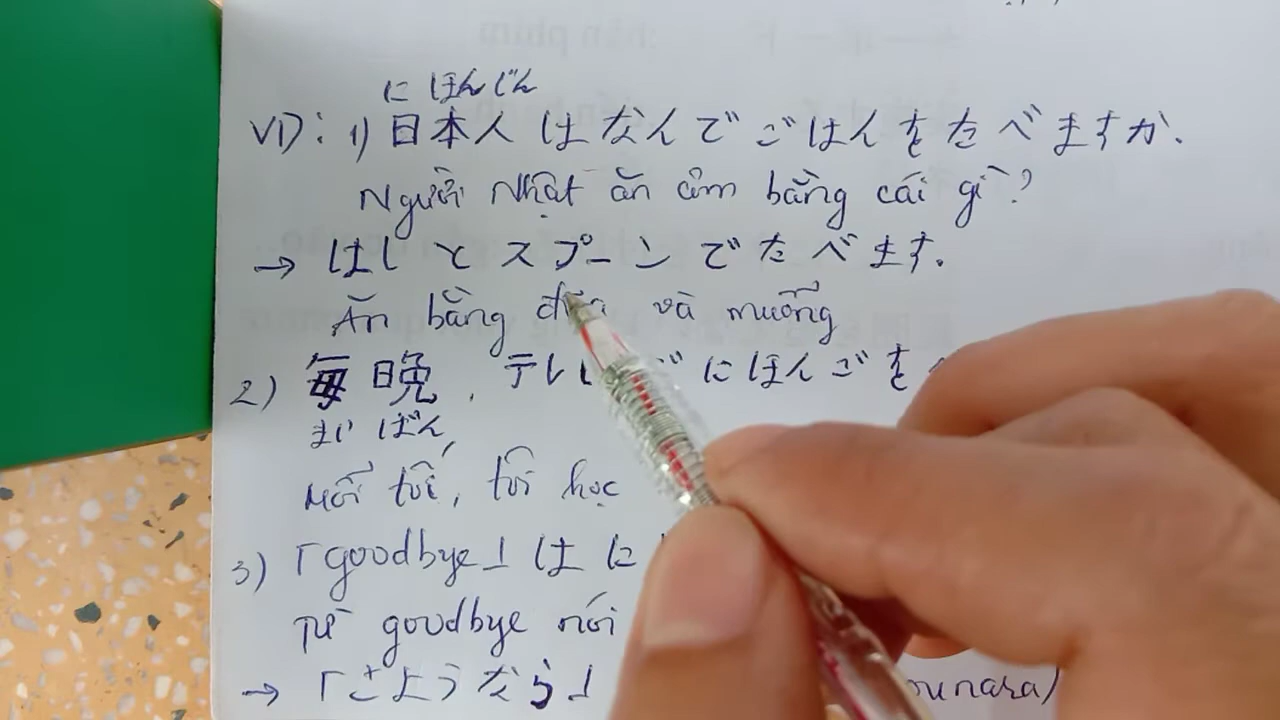 にほんじん
VD: 1) 日本人はなんでごはんをたべますか.
Người Nhật ăn cơm bằng cái gì?
→ はしとスプーンでたべます.
Ăn bằng và muỗng
2) 毎晩, テレ にほんごを
まいばん
Mỗi tối, tôi học
3) 「goodbye」は に
Từ goodbye nói
→ 「さようなら」 ounara)